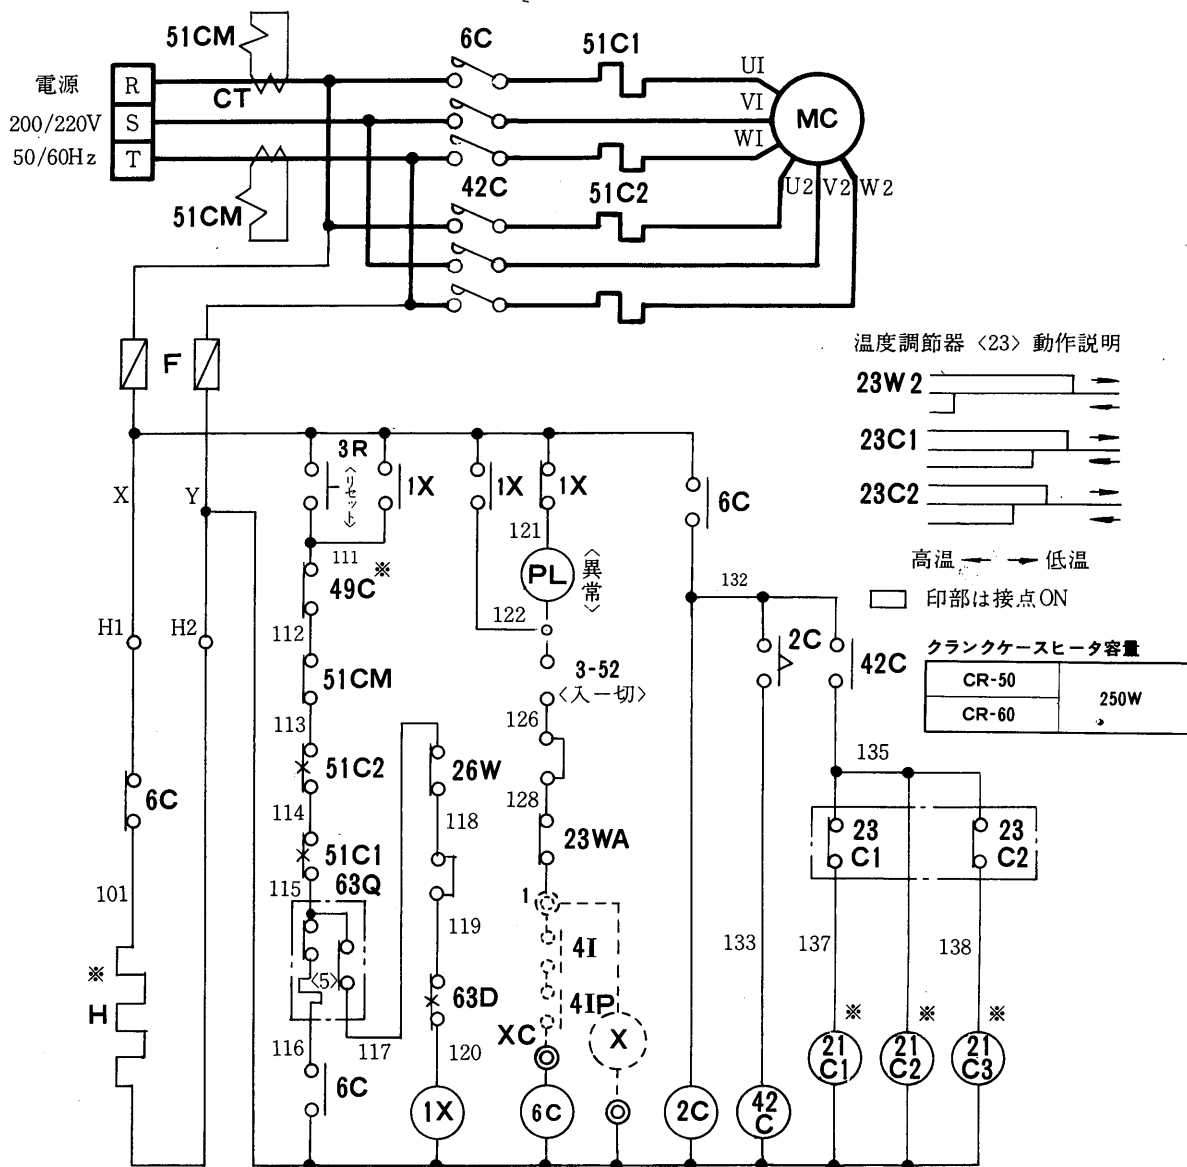 51CM
6C
51C1
電源
R
CT
UI
200/220V
S
VI
MC
50/60Hz
T
WI
51CM
42C
51C2
U2
V2
W2
F
温度調節器〈23〉動作説明
23W2
23C1
23C2
高温
低温
印部は接点ON
クランクケースヒータ容量
CR-50
CR-60
250W
3R
〈リセット〉
1X
1X
1X
6C
X
Y
111
121
PL
〈異常〉
49C※
122
132
H1
H2
112
2C
51CM
3-52
〈入-切〉
42C
113
126
135
51C2
26W
6C
128
114
118
23WA
23
C1
23
C2
51C1
101
115
63Q
1
119
4I
133
137
138
※
〈5〉
63D
4IP
H
XC
X
※
※
※
116
117
120
21
C1
21
C2
21
C3
6C
1X
6C
2C
42
C